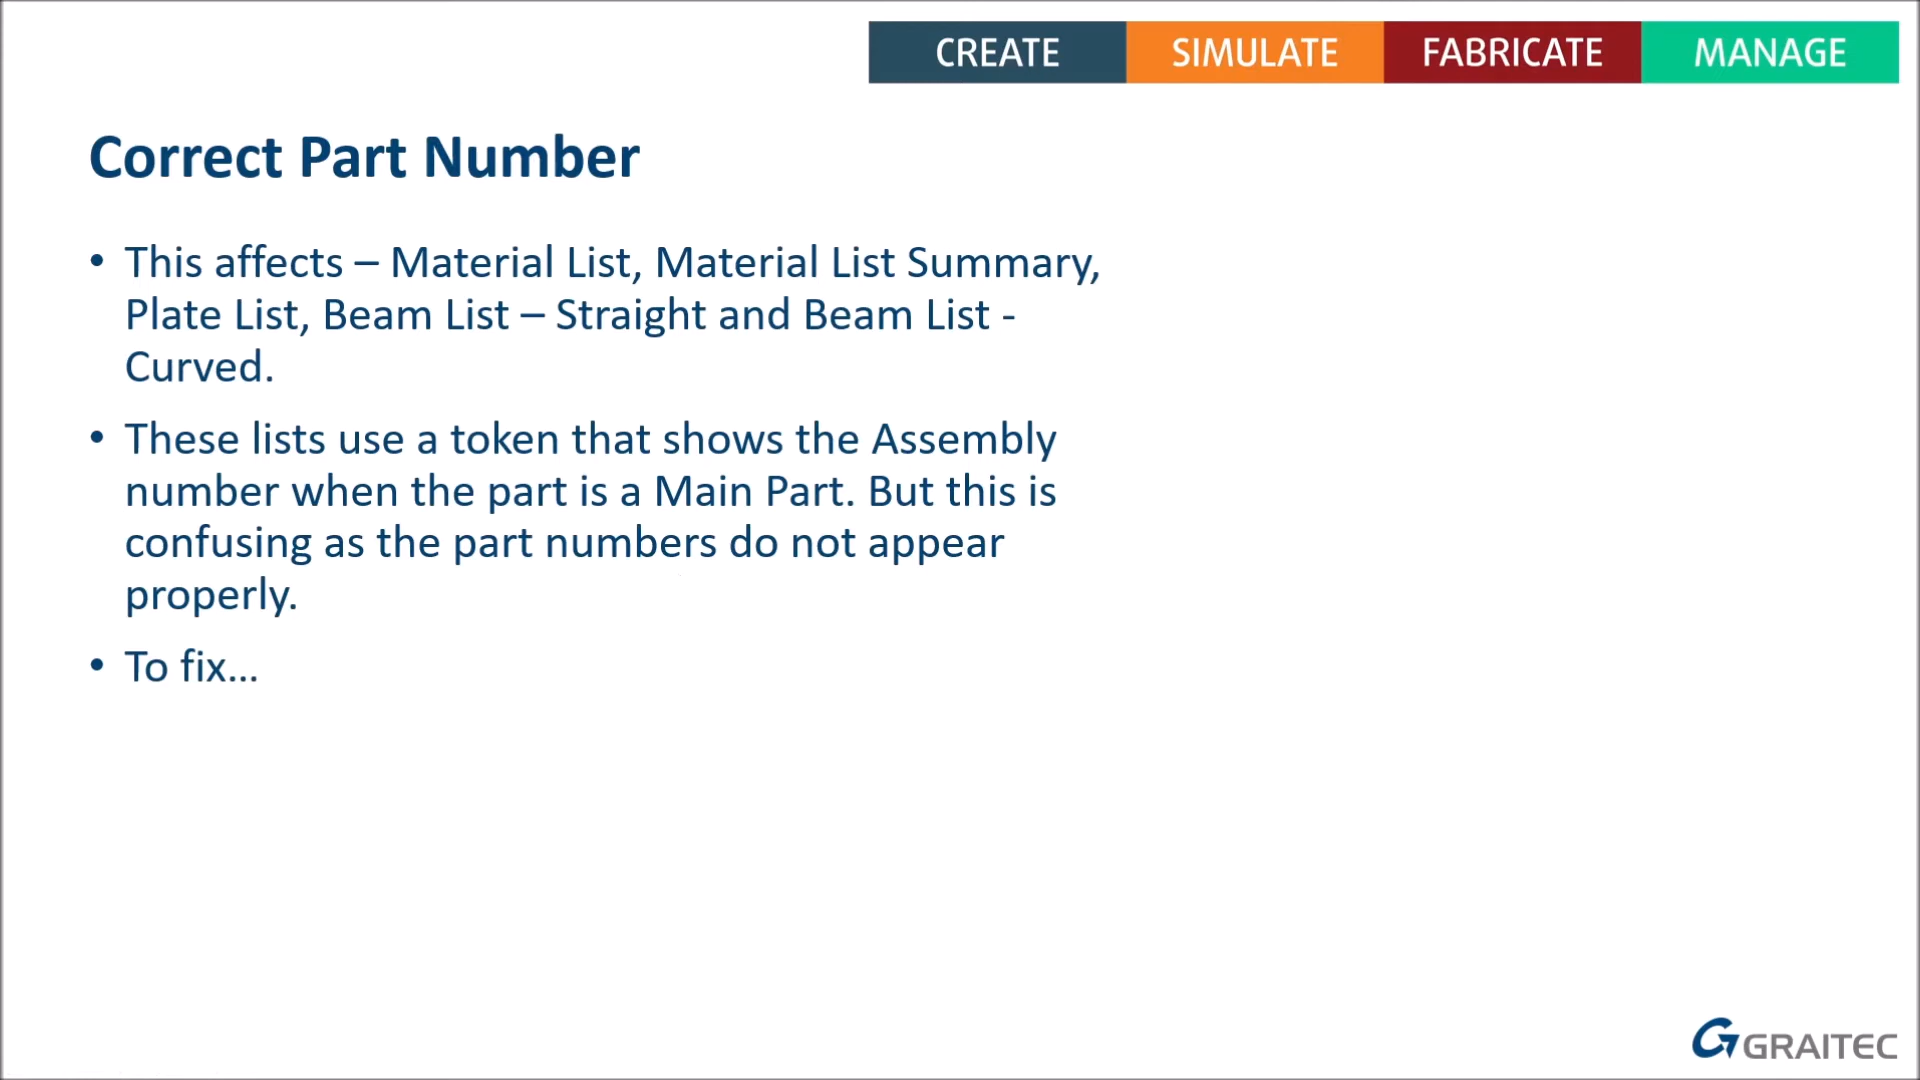 CREATE SIMULATE FABRICATE MANAGE
Correct Part Number
• This affects – Material List, Material List Summary,
Plate List, Beam List – Straight and Beam List -
Curved.
• These lists use a token that shows the Assembly
number when the part is a Main Part. But this is
confusing as the part numbers do not appear
properly.
• To fix...
GRAITEC